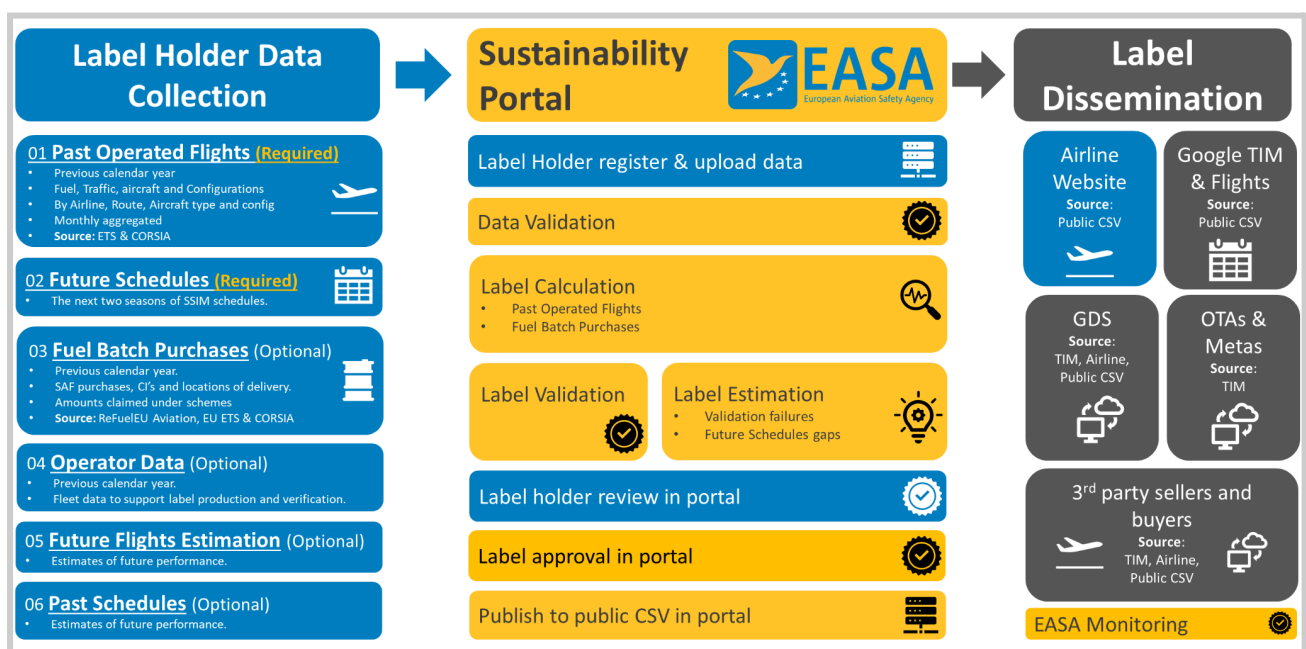 Label Holder Data
Collection
01 Past Operated Flights (Required)
• Previous calendar year
• Fuel, Traffic, aircraft and Configurations
• By Airline, Route, Aircraft type and config
• Monthly aggregated
• Source: ETS & CORSIA
02 Future Schedules (Required)
• The next two seasons of SSIM schedules.
03 Fuel Batch Purchases (Optional)
• Previous calendar year.
• SAF purchases, CI's and locations of delivery.
• Amounts claimed under schemes
• Source: ReFuelEU Aviation, EU ETS & CORSIA
04 Operator Data (Optional)
• Previous calendar year.
• Fleet data to support label production and verification.
05 Future Flights Estimation (Optional)
• Estimates of future performance.
06 Past Schedules (Optional)
• Estimates of future performance.
Sustainability
Portal
EASA
European Aviation Safety Agency
Label Holder register & upload data
Data Validation
Label Calculation
• Past Operated Flights
• Fuel Batch Purchases
Label Validation
Label Estimation
• Validation failures
• Future Schedules gaps
Label holder review in portal
Label approval in portal
Publish to public CSV in portal
Label
Dissemination
Airline
Website
Source:
Public CSV
Google TIM
& Flights
Source:
Public CSV
GDS
Source:
TIM, Airline,
Public CSV
OTAs &
Metas
Source:
TIM
3rd party sellers and
buyers
Source:
TIM, Airline,
Public CSV
EASA Monitoring